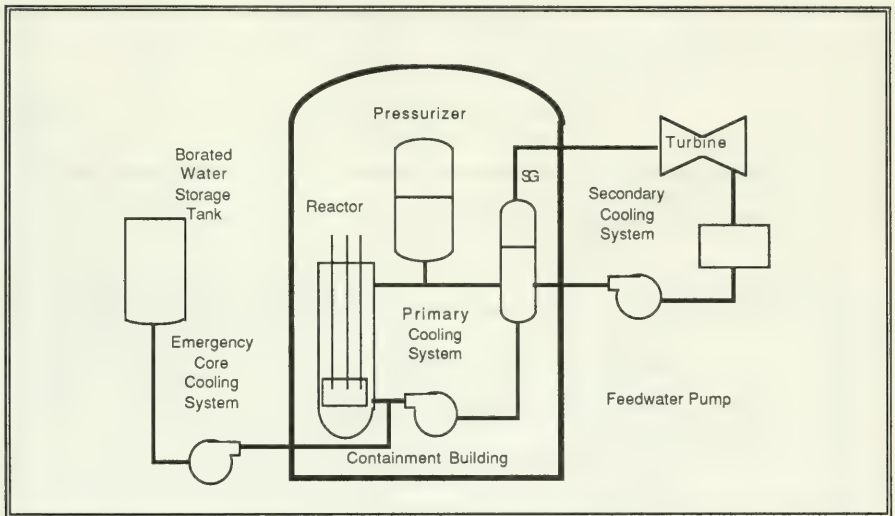 Pressurizer
Turbine
Borated
Water
Storage
Tank
SG
Secondary
Cooling
System
Reactor
Primary
Cooling
System
Emergency
Core
Cooling
System
Feedwater Pump
Containment Building